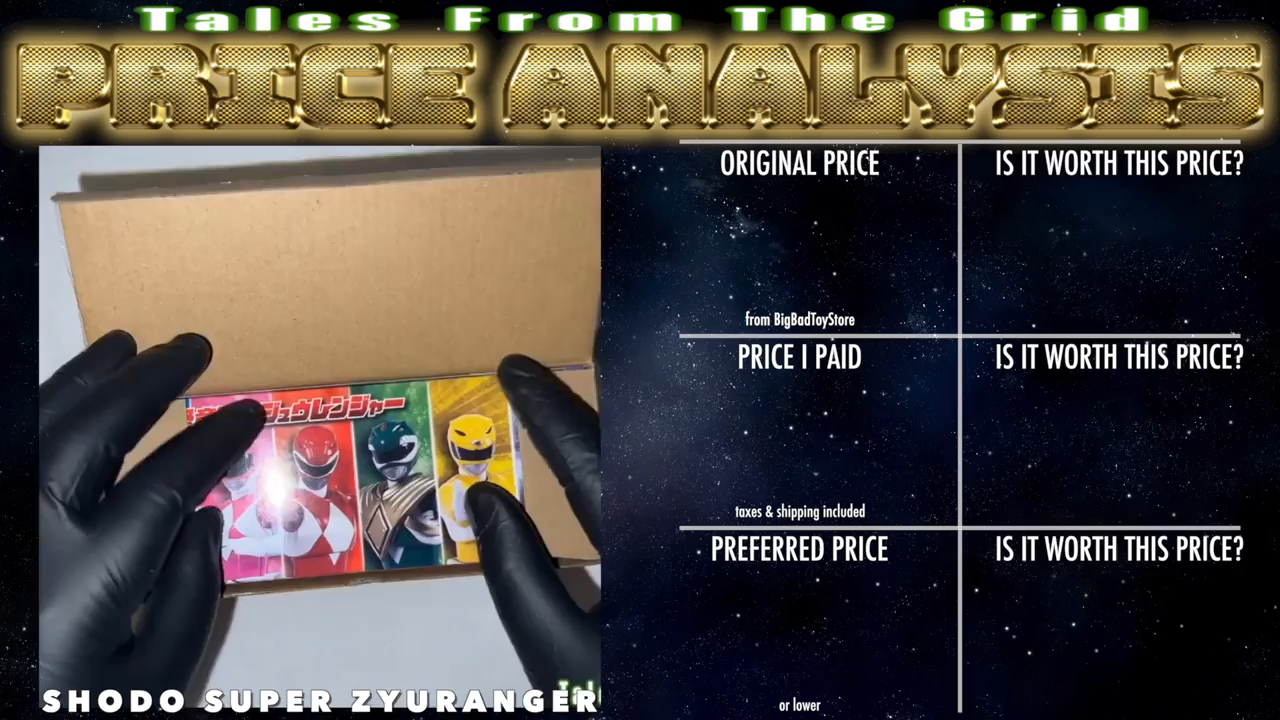 Tales From The Grid
PRICE ANALYSIS
ORIGINAL PRICE
IS IT WORTH THIS PRICE?
from BigBadToyStore
PRICE I PAID
IS IT WORTH THIS PRICE?
taxes & shipping included
PREFERRED PRICE
IS IT WORTH THIS PRICE?
or lower
ジュウレンジャー
SHODO SUPER ZYURANGER